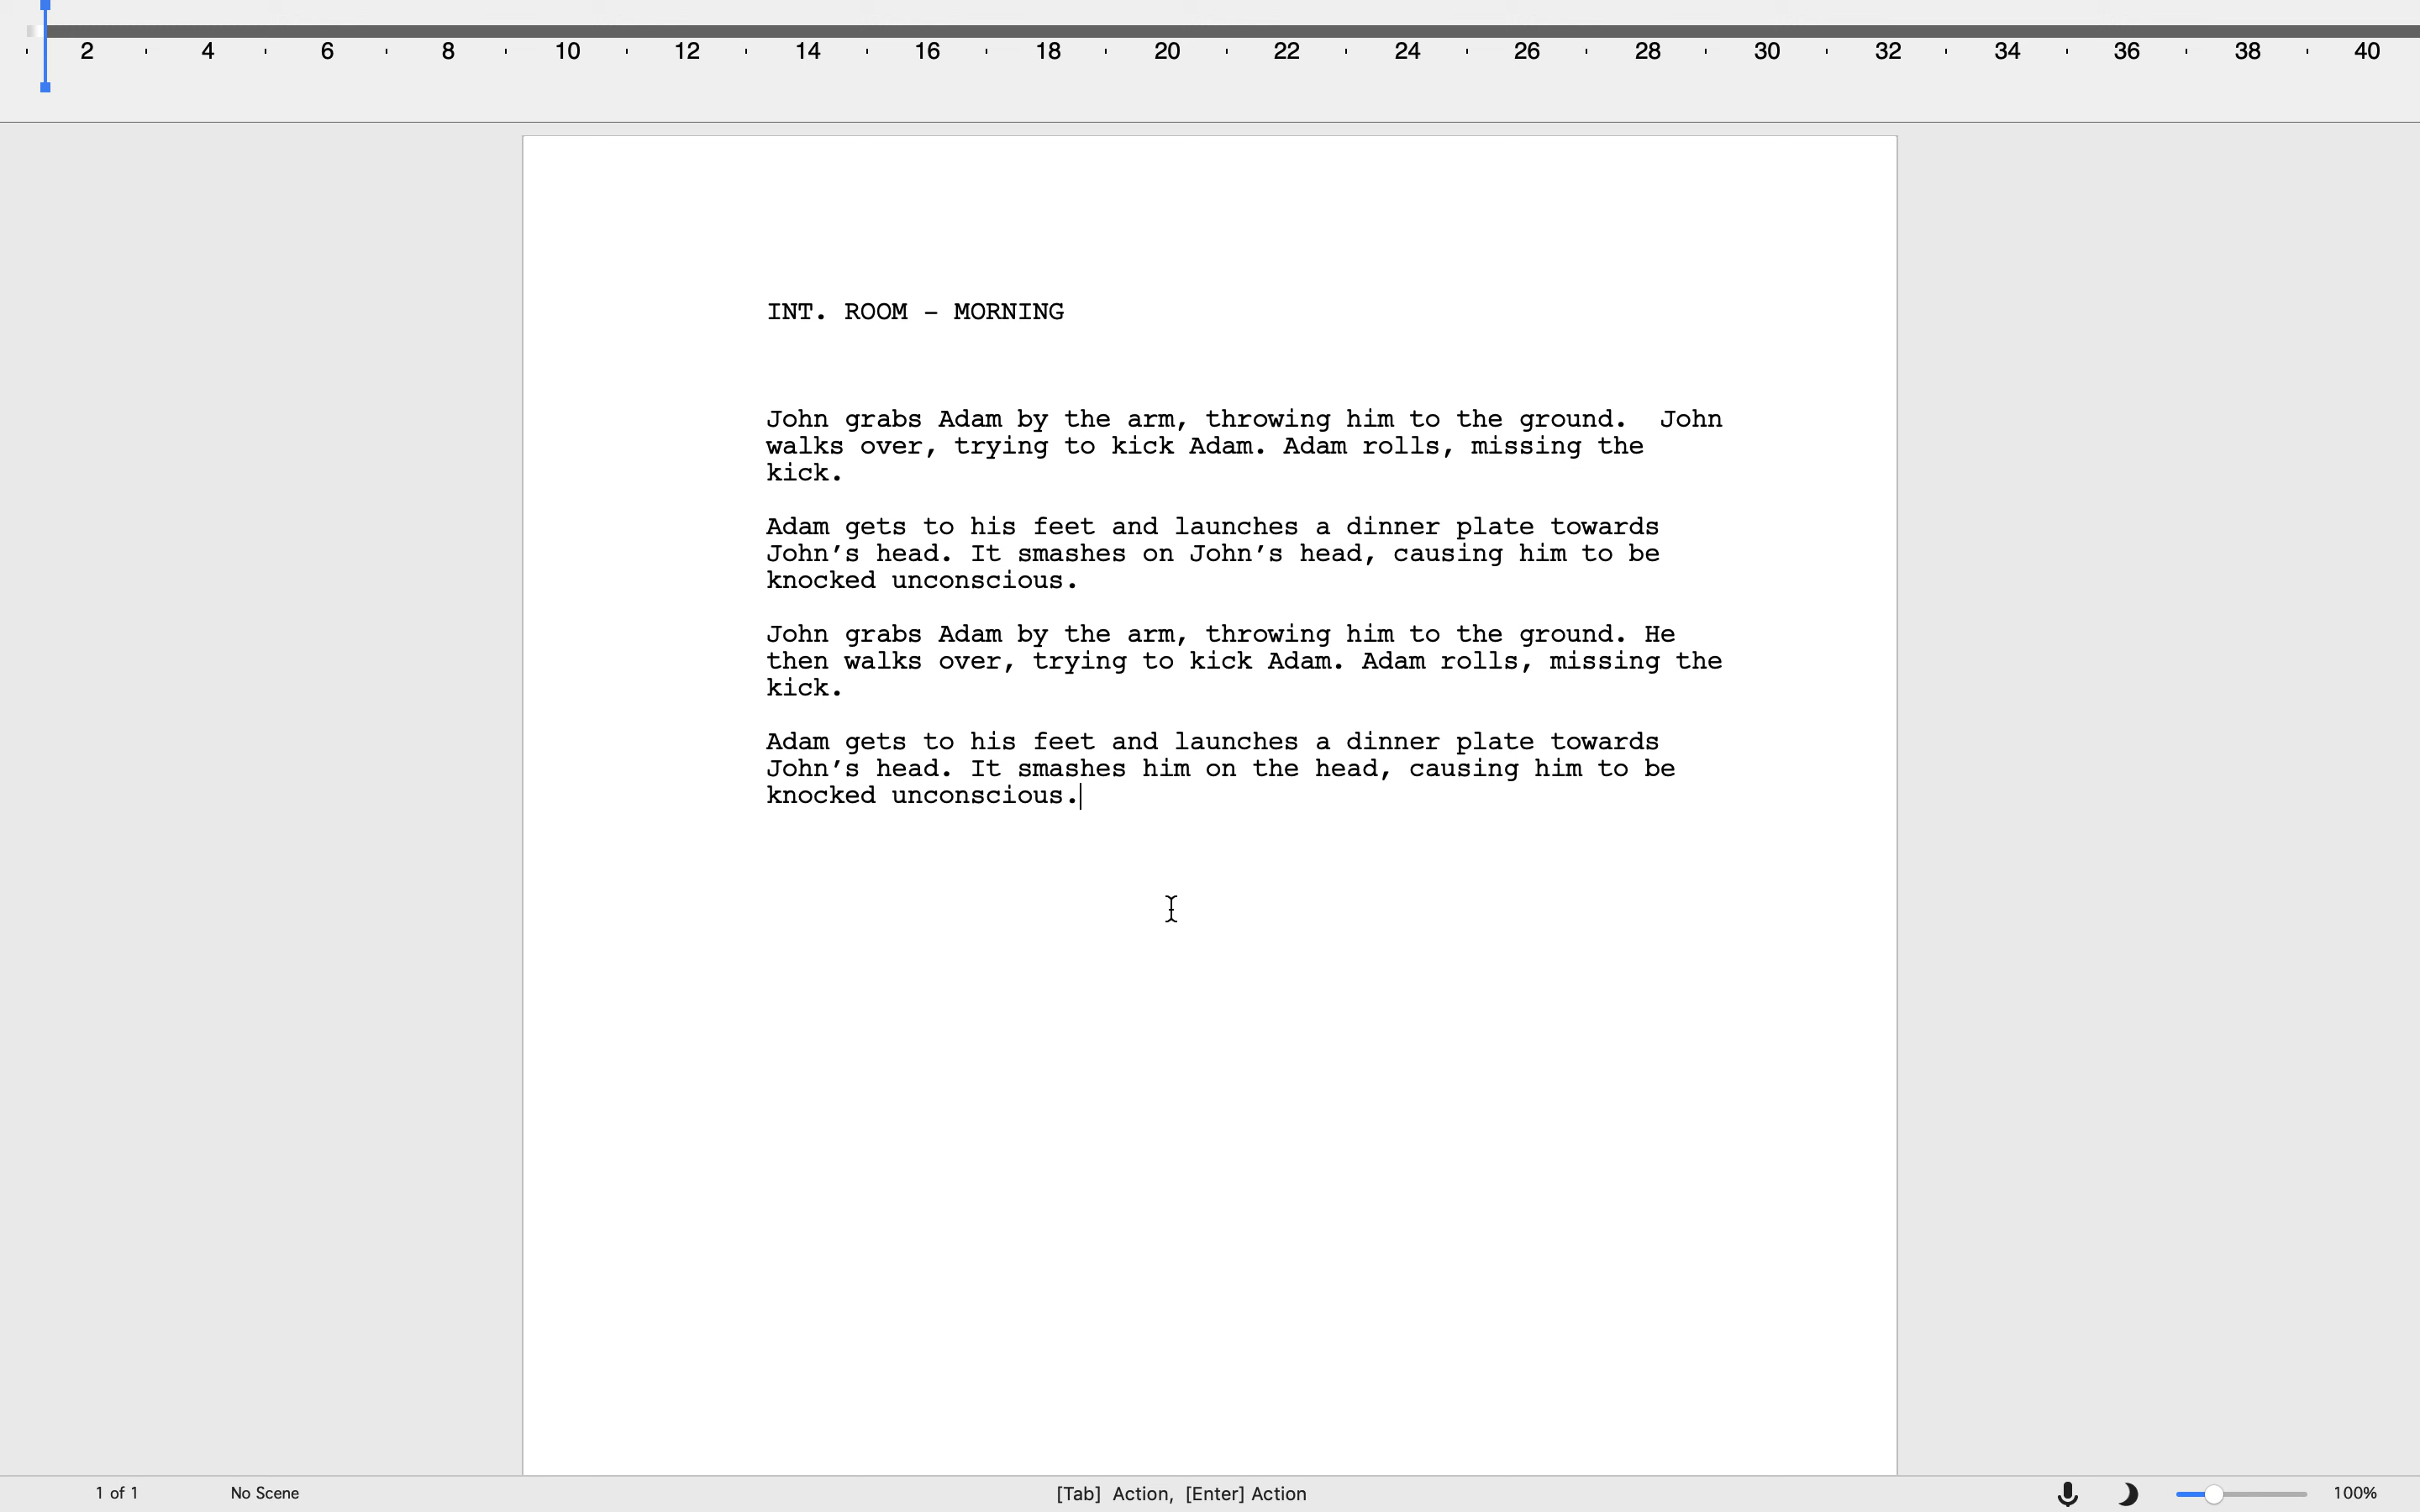 2 4 6 8 10 12 14 16 18 20 22 24 26 28 30 32 34 36 38 40
INT. ROOM – MORNING
John grabs Adam by the arm, throwing him to the ground.  John
walks over, trying to kick Adam. Adam rolls, missing the
kick.
Adam gets to his feet and launches a dinner plate towards
John’s head. It smashes on John’s head, causing him to be
knocked unconscious.
John grabs Adam by the arm, throwing him to the ground. He
then walks over, trying to kick Adam. Adam rolls, missing the
kick.
Adam gets to his feet and launches a dinner plate towards
John’s head. It smashes him on the head, causing him to be
knocked unconscious.
1 of 1 No Scene [Tab] Action, [Enter] Action 100%